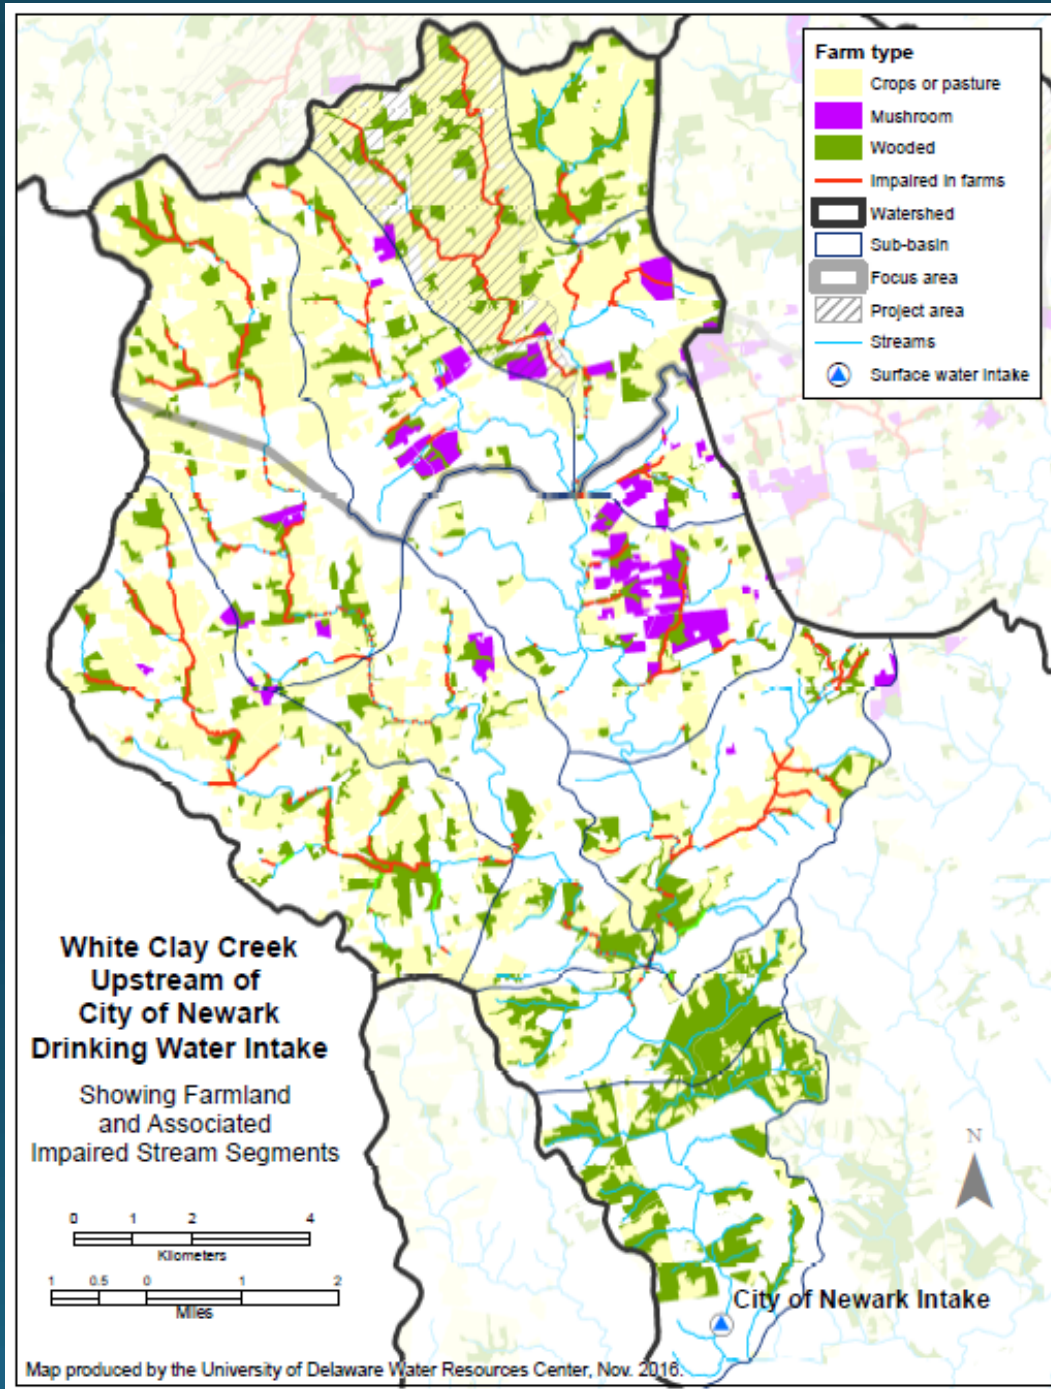 Farm type
Crops or pasture
Mushroom
Wooded
Impaired in farms
Watershed
Sub-basin
Focus area
Project area
Streams
Surface water intake
White Clay Creek
Upstream of
City of Newark
Drinking Water Intake
Showing Farmland
and Associated
Impaired Stream Segments
N
0 1 2 4
Kilometers
1 0.5 0 1 2
Miles
City of Newark Intake
Map produced by the University of Delaware Water Resources Center, Nov. 2016.